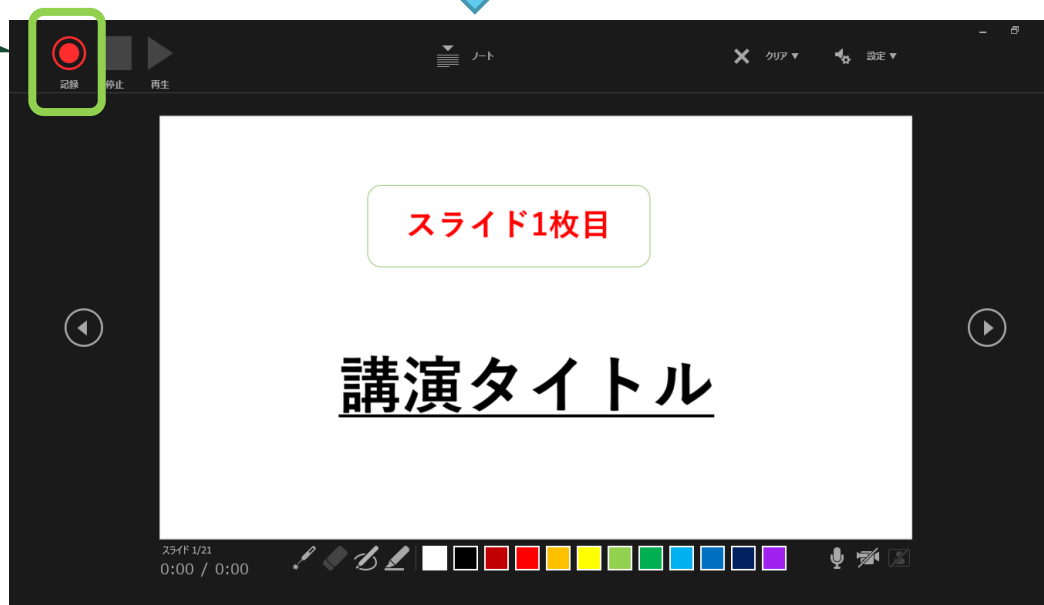 ノート
クリア
設定
記録
停止
再生
スライド1枚目
講演タイトル
スライド 1/21
0:00 / 0:00